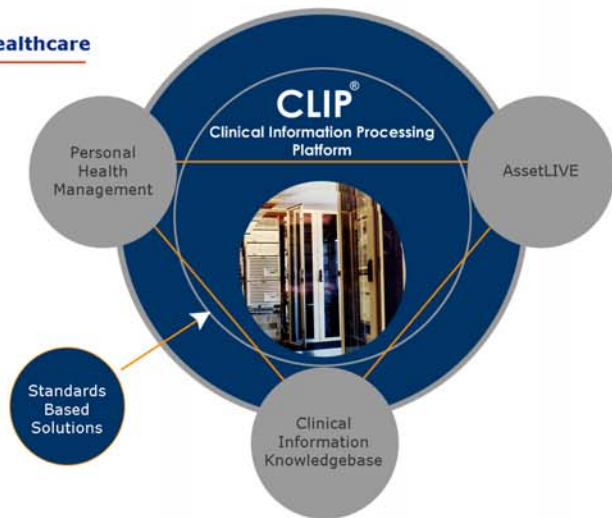 ealthcare
CLIP®
Clinical Information Processing
Platform
Personal
Health
Management
AssetLIVE
Standards
Based
Solutions
Clinical
Information
Knowledgebase